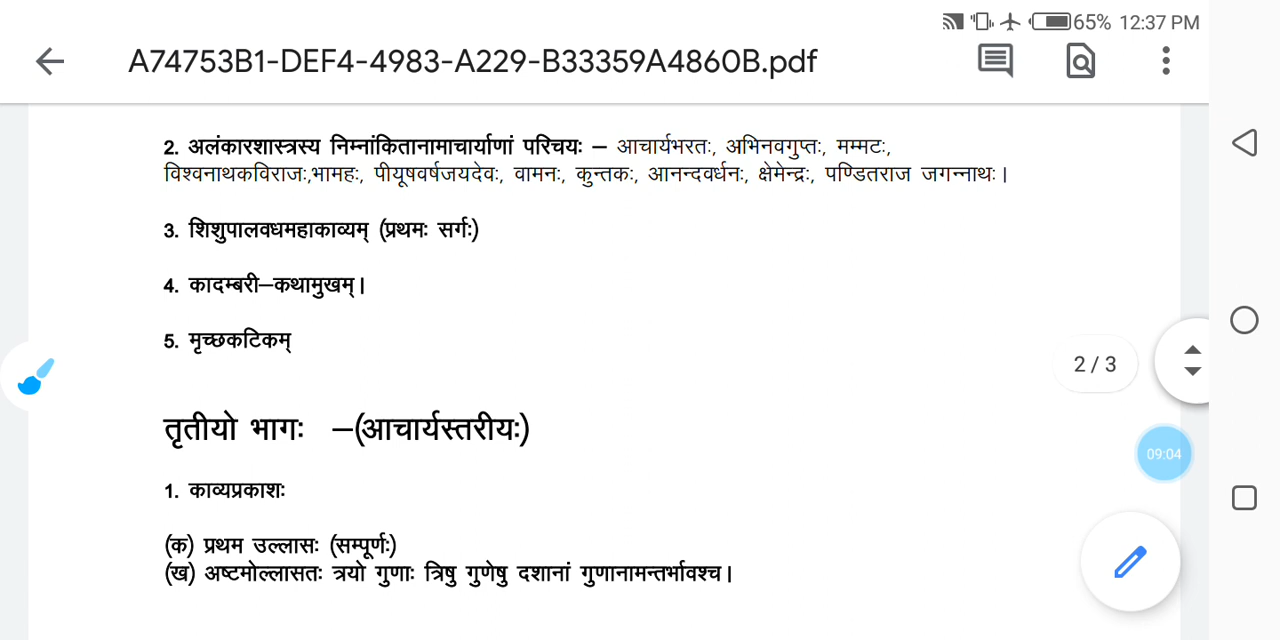 65% 12:37 PM
A74753B1-DEF4-4983-A229-B33359A4860B.pdf
2. अलंकारशास्त्रस्य निम्नांकितानामाचार्याणां परिचयः – आचार्यभरतः, अभिनवगुप्तः, मम्मटः,
विश्वनाथकविराजः,भामहः, पीयूषवर्षजयदेवः, वामनः, कुन्तकः, आनन्दवर्धनः, क्षेमेन्द्रः, पण्डितराज जगन्नाथः।
3. शिशुपालवधमहाकाव्यम् (प्रथमः सर्गः)
4. कादम्बरी–कथामुखम्।
5. मृच्छकटिकम्
2 / 3
तृतीयो भागः –(आचार्यस्तरीयः)
09:04
1. काव्यप्रकाशः
(क) प्रथम उल्लासः (सम्पूर्णः)
(ख) अष्टमोल्लासतः त्रयो गुणाः त्रिषु गुणेषु दशानां गुणानामन्तर्भावश्च।